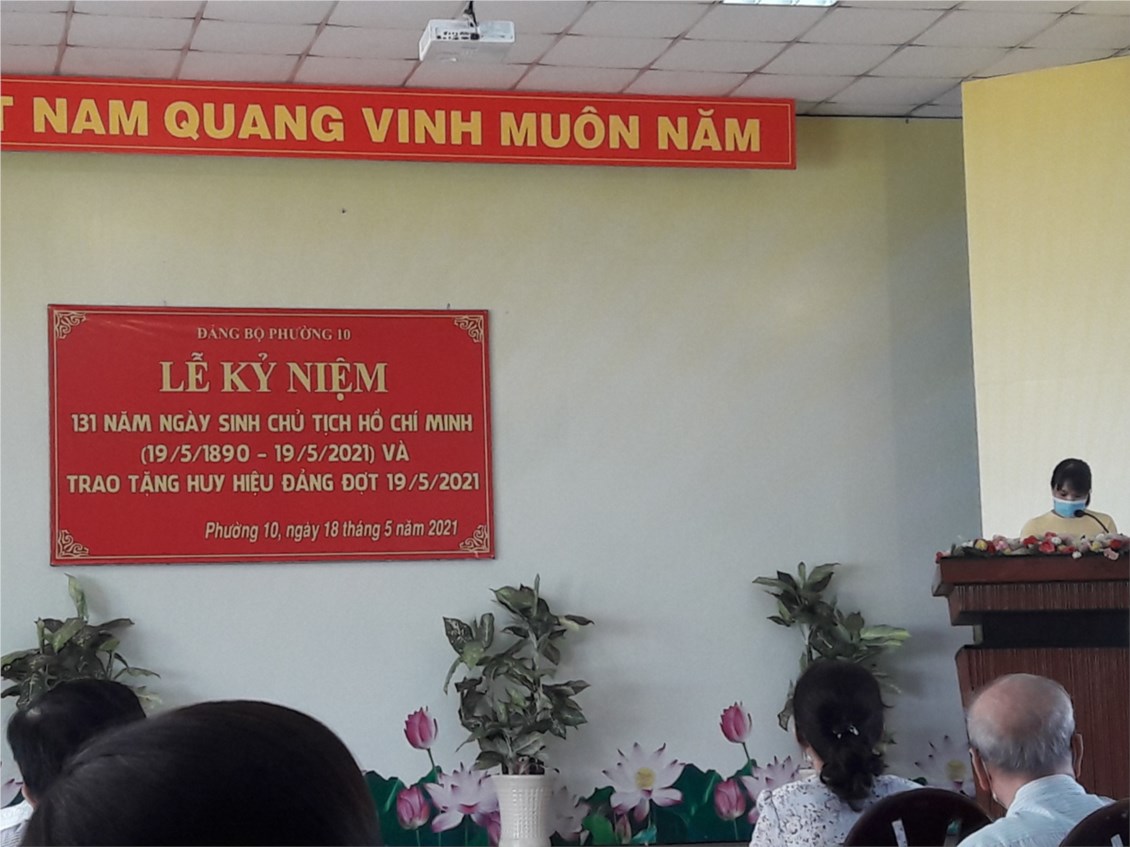 T NAM QUANG VINH MUÔN NĂM
ĐẢNG BỘ PHƯỜNG 10
LỄ KỶ NIỆM
131 NĂM NGÀY SINH CHỦ TỊCH HỒ CHÍ MINH
(19/5/1890 - 19/5/2021) VÀ
TRAO TẶNG HUY HIỆU ĐẢNG ĐỢT 19/5/2021
Phường 10, ngày 18 tháng 5 năm 2021